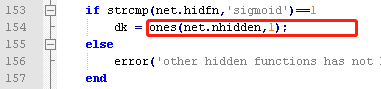 153 if strcmp(net.hidfn,'sigmoid')==1
154 dk = ones(net.nhidden,1);
155 else
156 error('other hidden functions has not
157 end